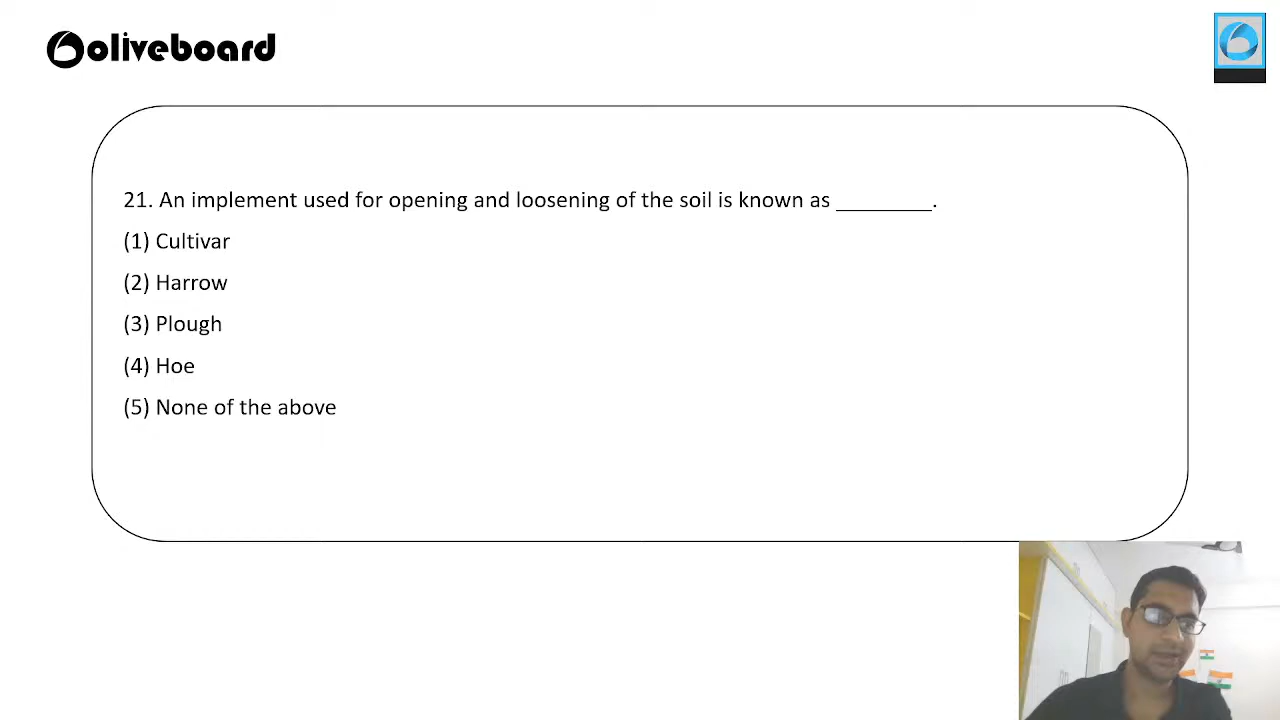 oliveboard
21. An implement used for opening and loosening of the soil is known as ________.
(1) Cultivar
(2) Harrow
(3) Plough
(4) Hoe
(5) None of the above